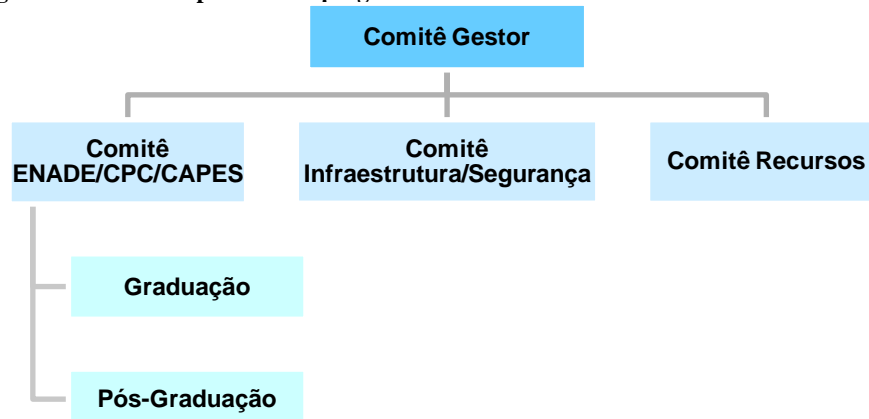 Comitê Gestor
Comitê
ENADE/CPC/CAPES
Comitê
Infraestrutura/Segurança
Comitê Recursos
Graduação
Pós-Graduação